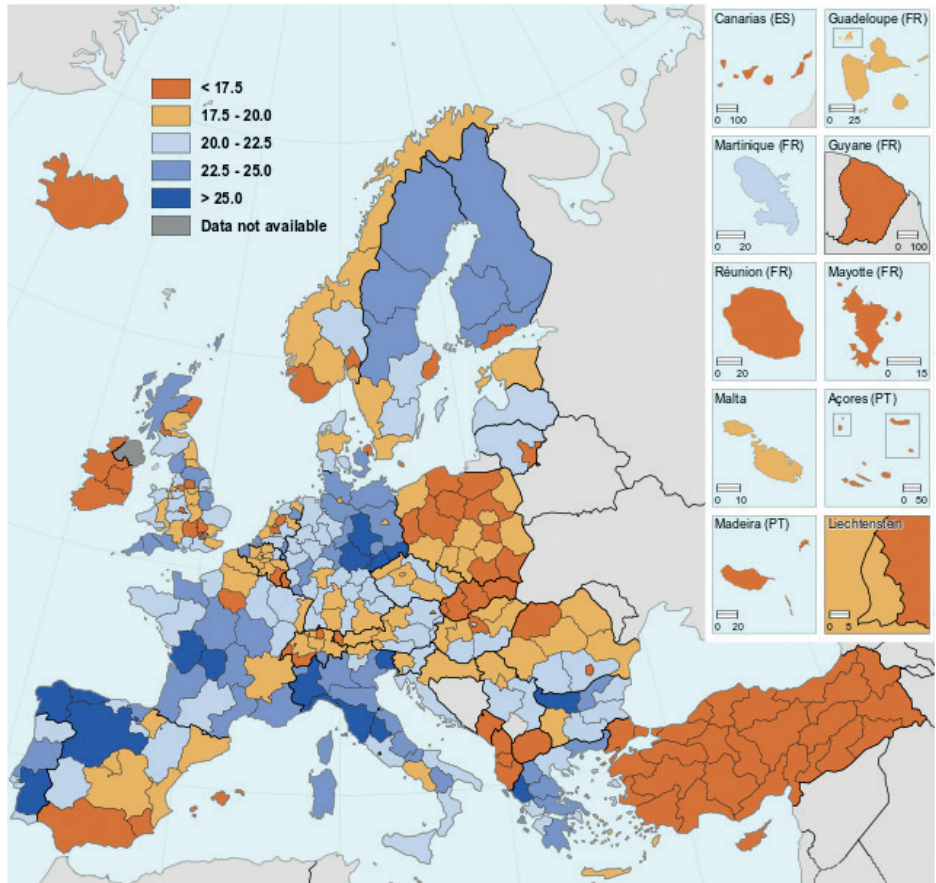 < 17.5
17.5 - 20.0
20.0 - 22.5
22.5 - 25.0
> 25.0
Data not available
Canarias (ES)
0 100
Guadeloupe (FR)
0 25
Martinique (FR)
0 20
Guyane (FR)
0 100
Réunion (FR)
0 20
Mayotte (FR)
0 15
Malta
0 10
Açores (PT)
0 50
Madeira (PT)
0 20
Liechtenstein
0 5